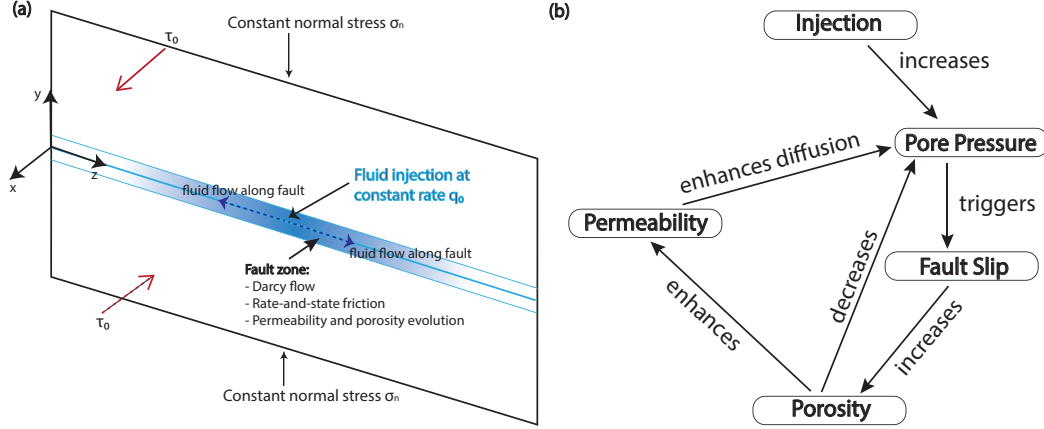 (a)
Constant normal stress σₙ
τ₀
y
x
z
fluid flow along fault
Fluid injection at
constant rate q₀
fluid flow along fault
Fault zone:
- Darcy flow
- Rate-and-state friction
- Permeability and porosity evolution
τ₀
Constant normal stress σₙ
(b)
Injection
increases
Pore Pressure
enhances diffusion
triggers
Permeability
Fault Slip
decreases
enhances
increases
Porosity